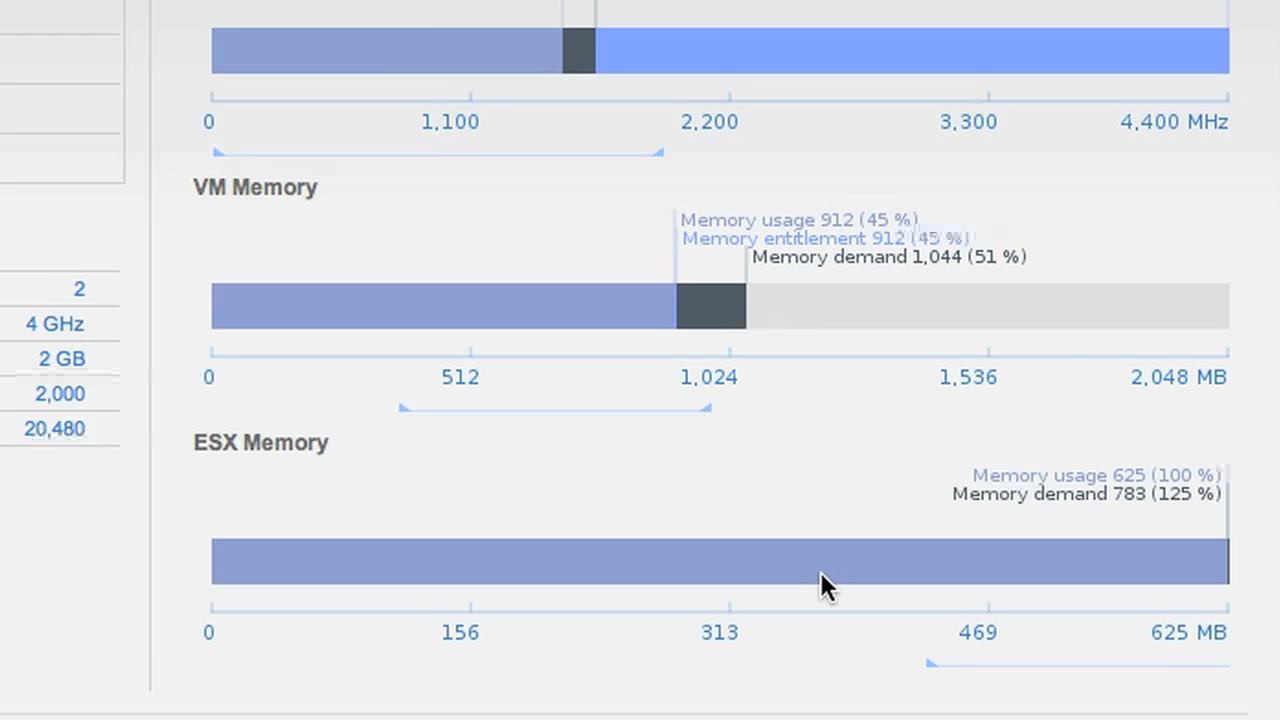 0 1,100 2,200 3,300 4,400 MHz
VM Memory
Memory usage 912 (45 %)
Memory entitlement 912 (45 %)
Memory demand 1,044 (51 %)
2
4 GHz
2 GB
2,000
20,480
0 512 1,024 1,536 2,048 MB
ESX Memory
Memory usage 625 (100 %)
Memory demand 783 (125 %)
0 156 313 469 625 MB